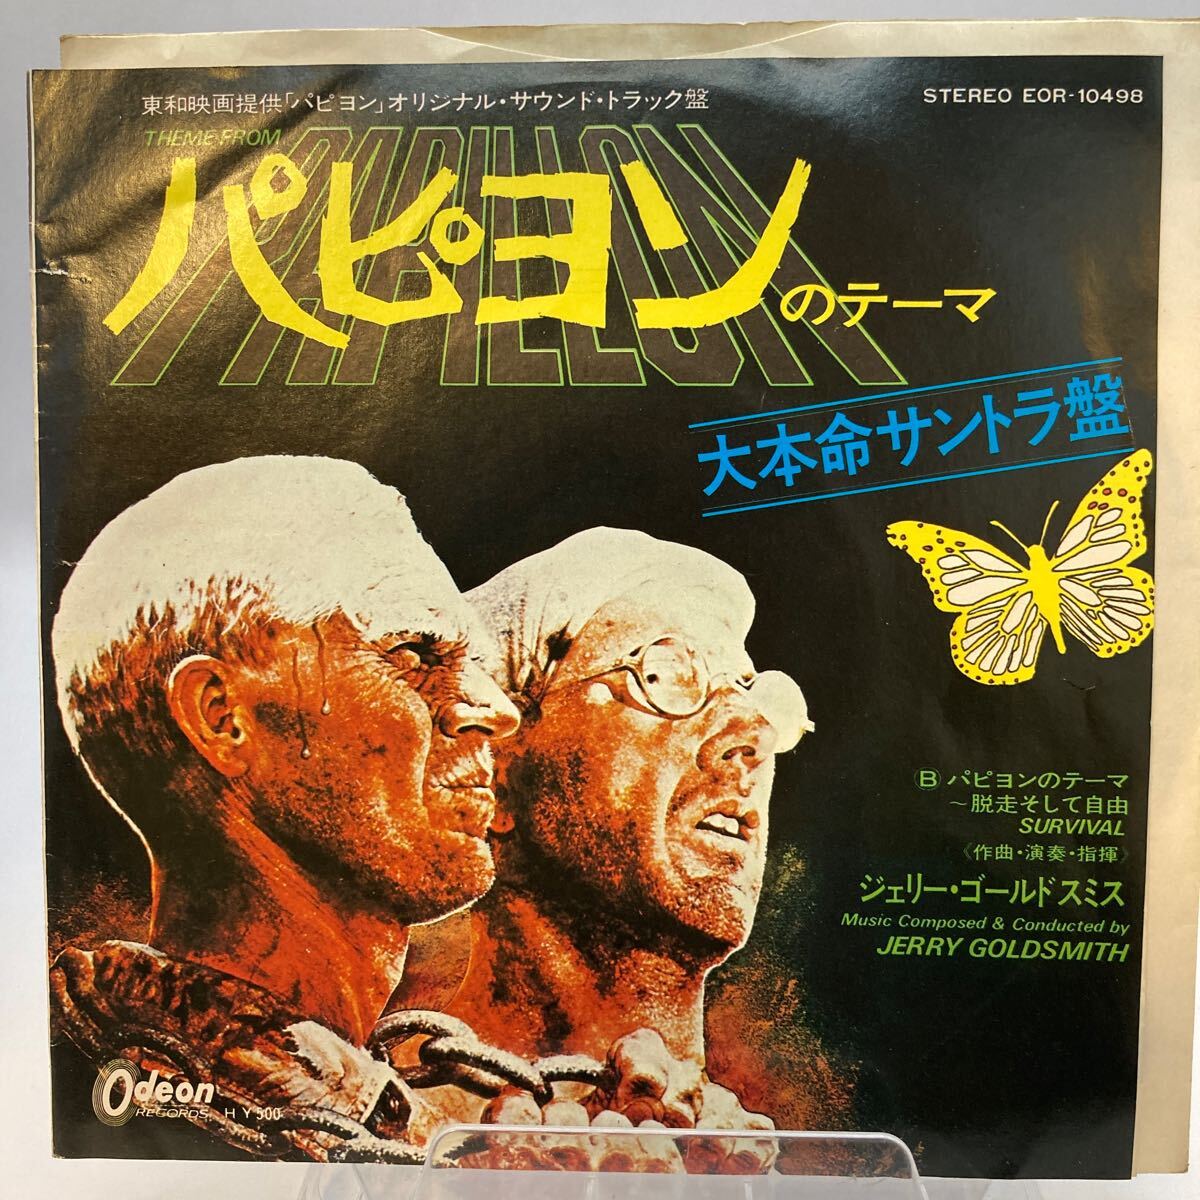 東和映画提供「パピヨン」オリジナル・サウンド・トラック盤
STEREO EOR-10498
THEME FROM
PAPILLON
パピヨンのテーマ
大本命サントラ盤
Ⓑ パピヨンのテーマ
～脱走そして自由
SURVIVAL
《作曲・演奏・指揮》
ジェリー・ゴールドスミス
Music Composed & Conducted by
JERRY GOLDSMITH
Odeon
RECORDS. H Y500